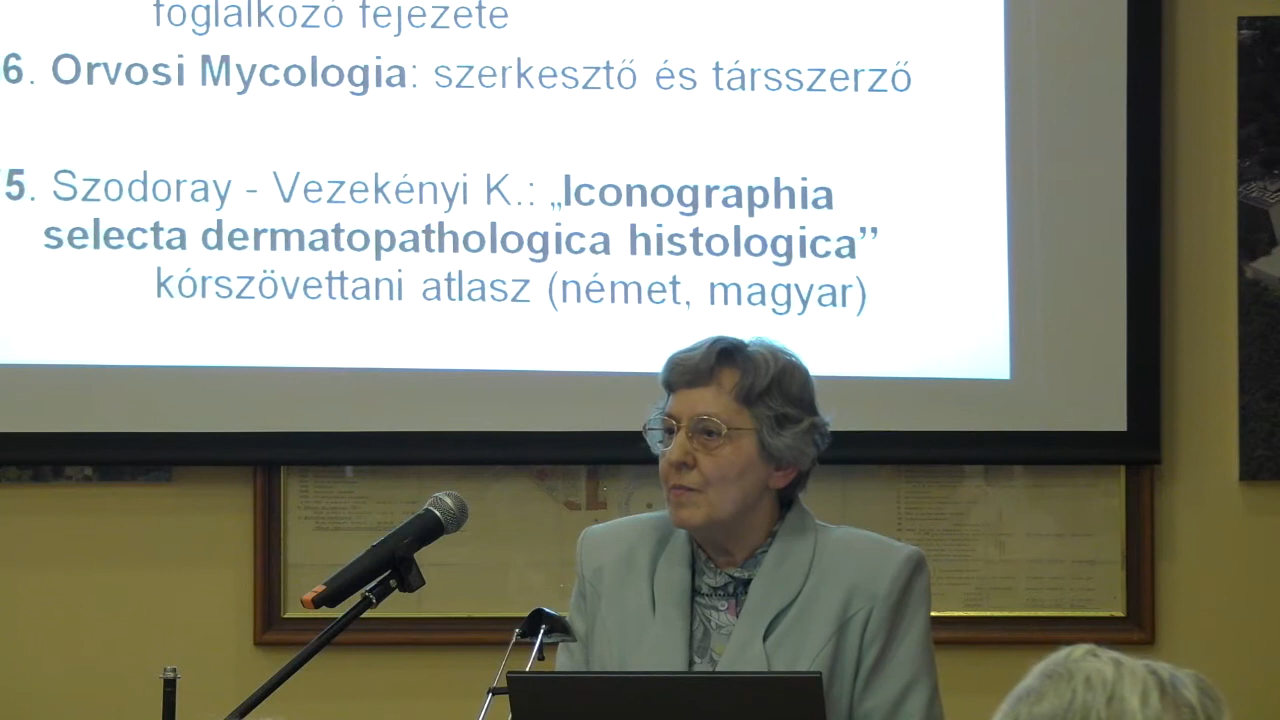 foglalkozó fejezete
6. Orvosi Mycologia: szerkesztő és társszerző
5. Szodoray - Vezekényi K.: „Iconographia
selecta dermatopathologica histologica”
kórszövettani atlasz (német, magyar)